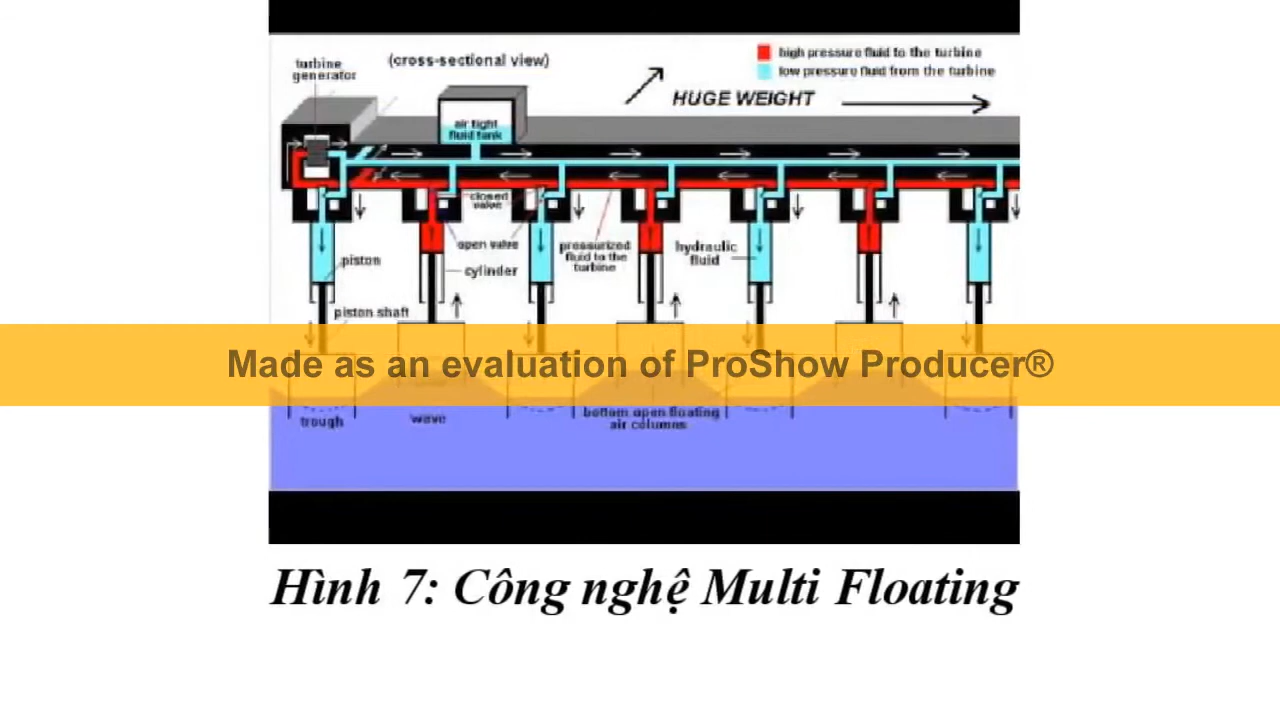 turbine
generator
(cross-sectional view)
high pressure fluid to the turbine
low pressure fluid from the turbine
HUGE WEIGHT
air tight
fluid tank
closed
valve
open valve
piston
cylinder
pressurized
fluid to the
turbine
hydraulic
fluid
piston shaft
Made as an evaluation of ProShow Producer®
trough
wave
bottom open floating
air columns
Hình 7: Công nghệ Multi Floating